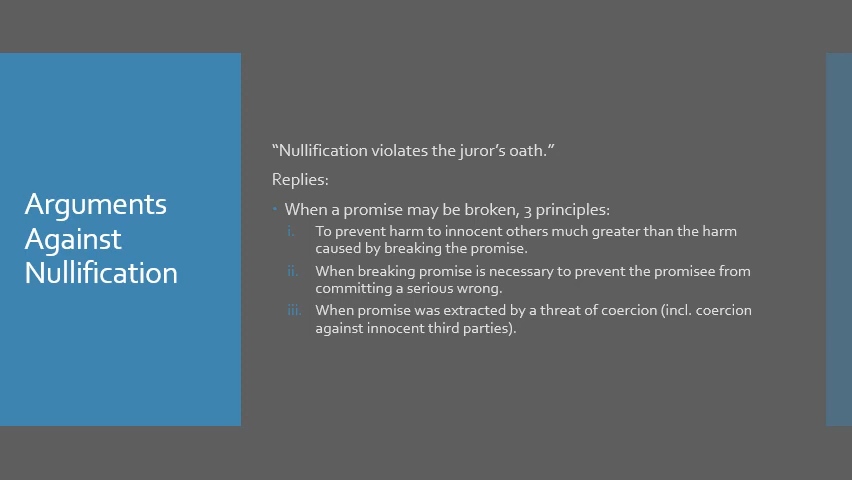 Arguments
Against
Nullification
“Nullification violates the juror’s oath.”
Replies:
• When a promise may be broken, 3 principles:
i. To prevent harm to innocent others much greater than the harm
caused by breaking the promise.
ii. When breaking promise is necessary to prevent the promisee from
committing a serious wrong.
iii. When promise was extracted by a threat of coercion (incl. coercion
against innocent third parties).